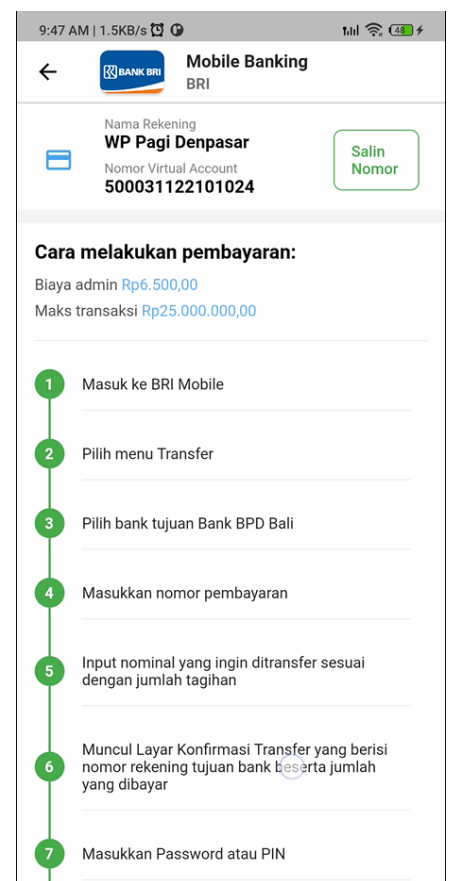 9:47 AM | 1.5KB/s
48
BANK BRI
Mobile Banking
BRI
Nama Rekening
WP Pagi Denpasar
Nomor Virtual Account
500031122101024
Salin
Nomor
Cara melakukan pembayaran:
Biaya admin Rp6.500,00
Maks transaksi Rp25.000.000,00
1 Masuk ke BRI Mobile
2 Pilih menu Transfer
3 Pilih bank tujuan Bank BPD Bali
4 Masukkan nomor pembayaran
5 Input nominal yang ingin ditransfer sesuai
dengan jumlah tagihan
6 Muncul Layar Konfirmasi Transfer yang berisi
nomor rekening tujuan bank beserta jumlah
yang dibayar
7 Masukkan Password atau PIN